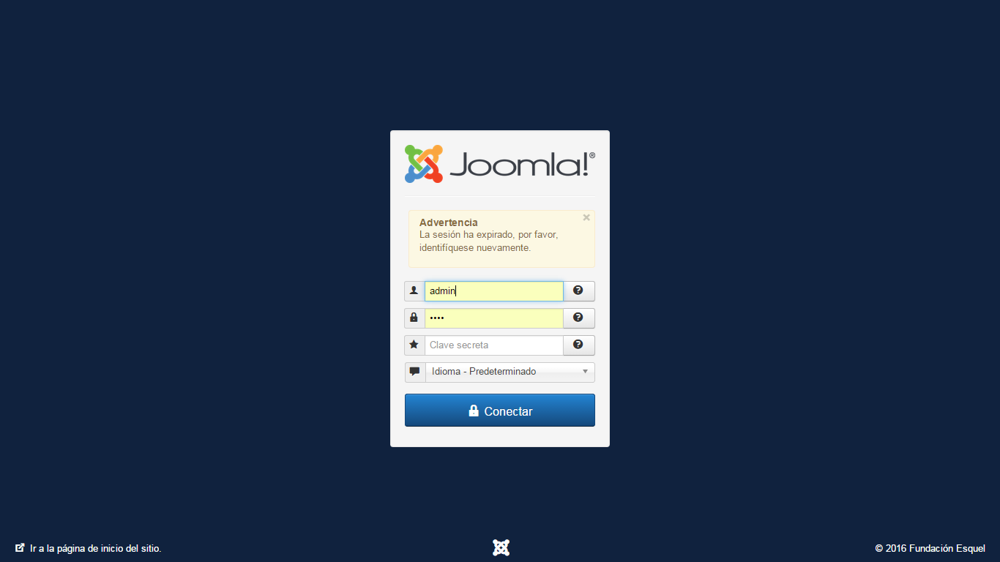 Joomla!®
Advertencia
La sesión ha expirado, por favor,
identifíquese nuevamente.
admin
••••
Clave secreta
Idioma - Predeterminado
Conectar
Ir a la página de inicio del sitio.
© 2016 Fundación Esquel